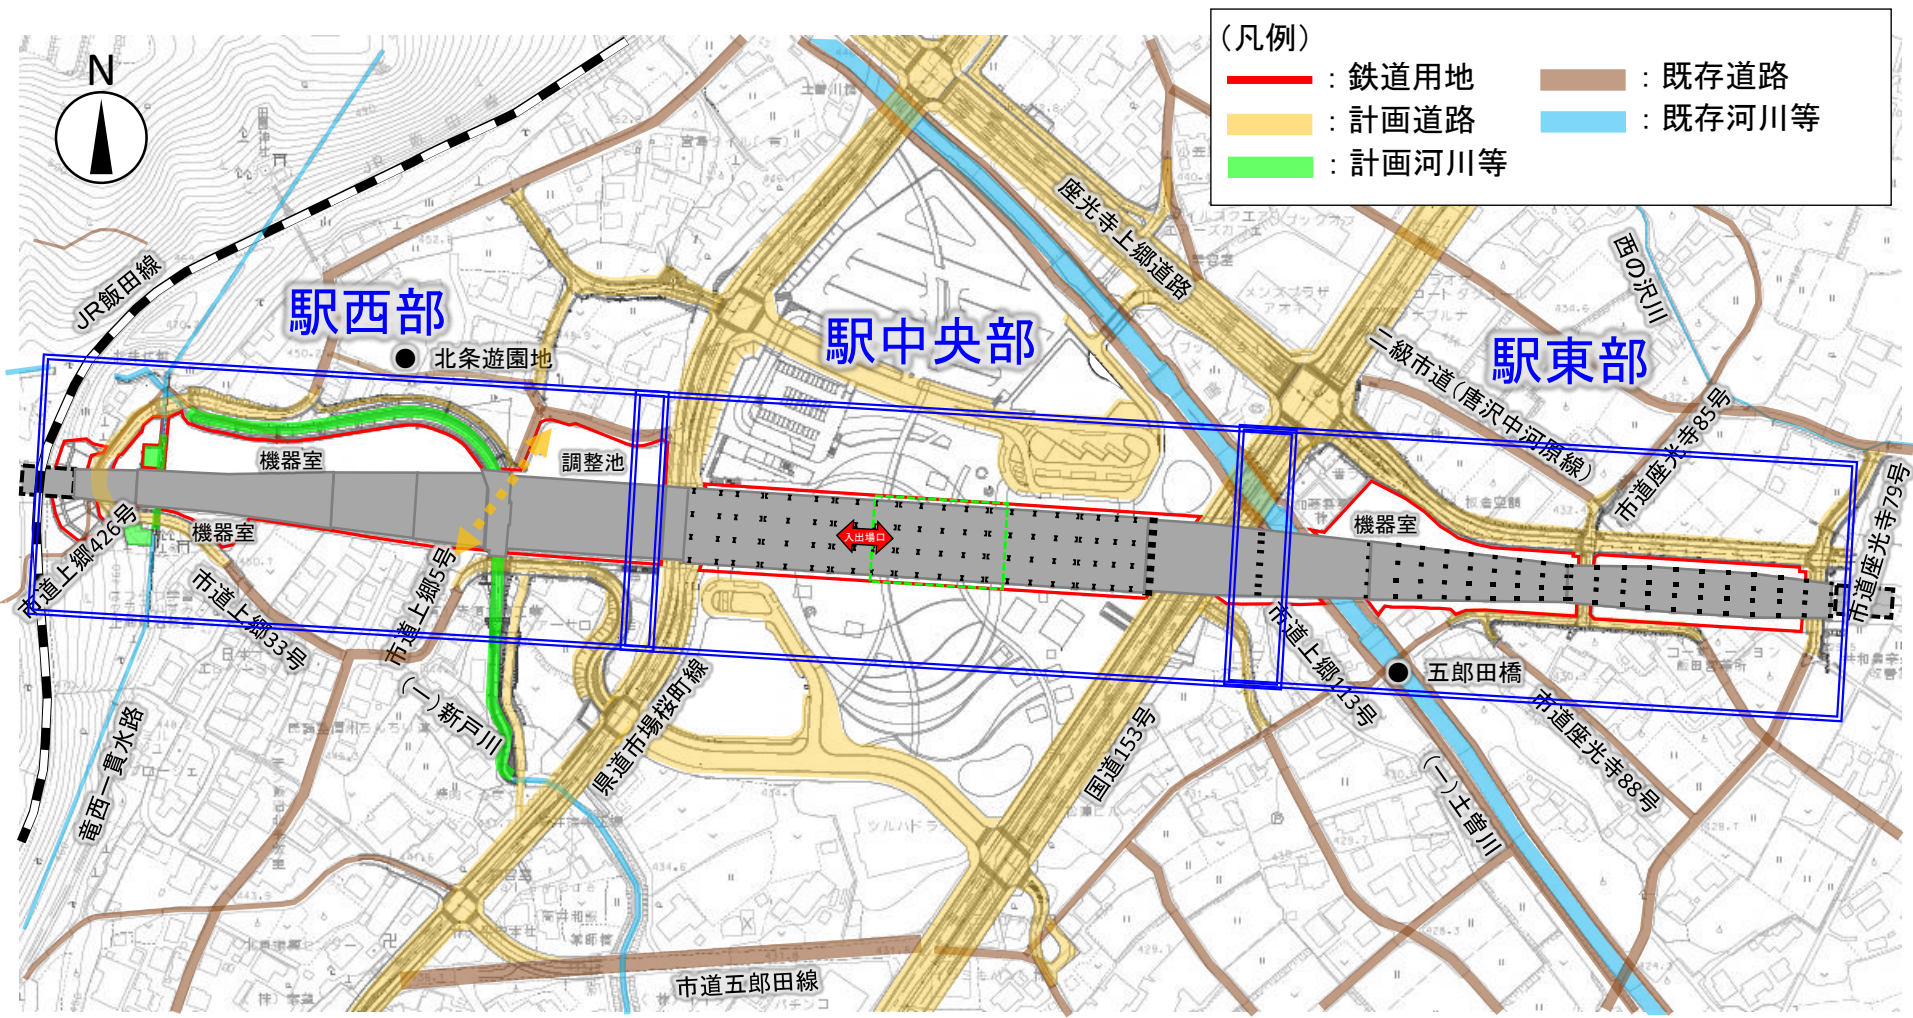 (凡例)
：鉄道用地
：既存道路
：計画道路
：既存河川等
：計画河川等
N
JR飯田線
駅西部
北条遊園地
駅中央部
座光寺上郷道路
駅東部
西の沢川
二級市道(唐沢中河原線)
市道座光寺85号
市道座光寺79号
機器室
調整池
機器室
機器室
入出場口
市道上郷426号
市道上郷33号
市道上郷5号
(一)新戸川
県道市場桜町線
国道153号
市道上郷113号
五郎田橋
市道座光寺88号
(一)土曽川
竜西一貫水路
市道五郎田線